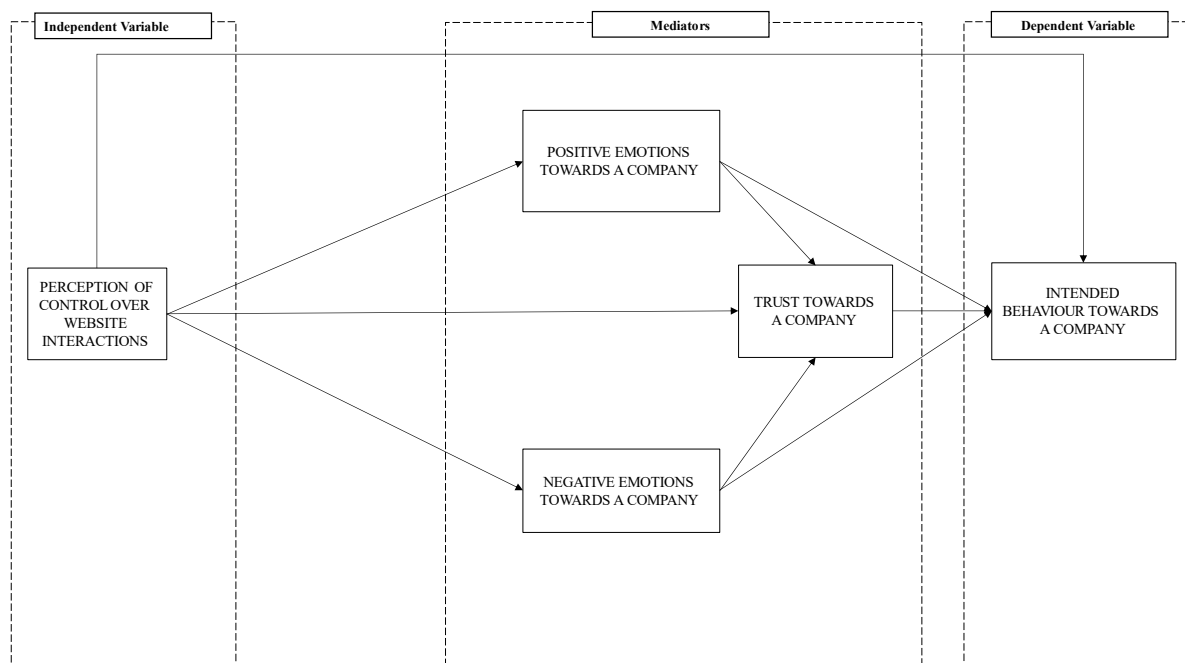 Independent Variable
Mediators
Dependent Variable
POSITIVE EMOTIONS
TOWARDS A COMPANY
PERCEPTION OF
CONTROL OVER
WEBSITE
INTERACTIONS
TRUST TOWARDS
A COMPANY
INTENDED
BEHAVIOUR TOWARDS
A COMPANY
NEGATIVE EMOTIONS
TOWARDS A COMPANY